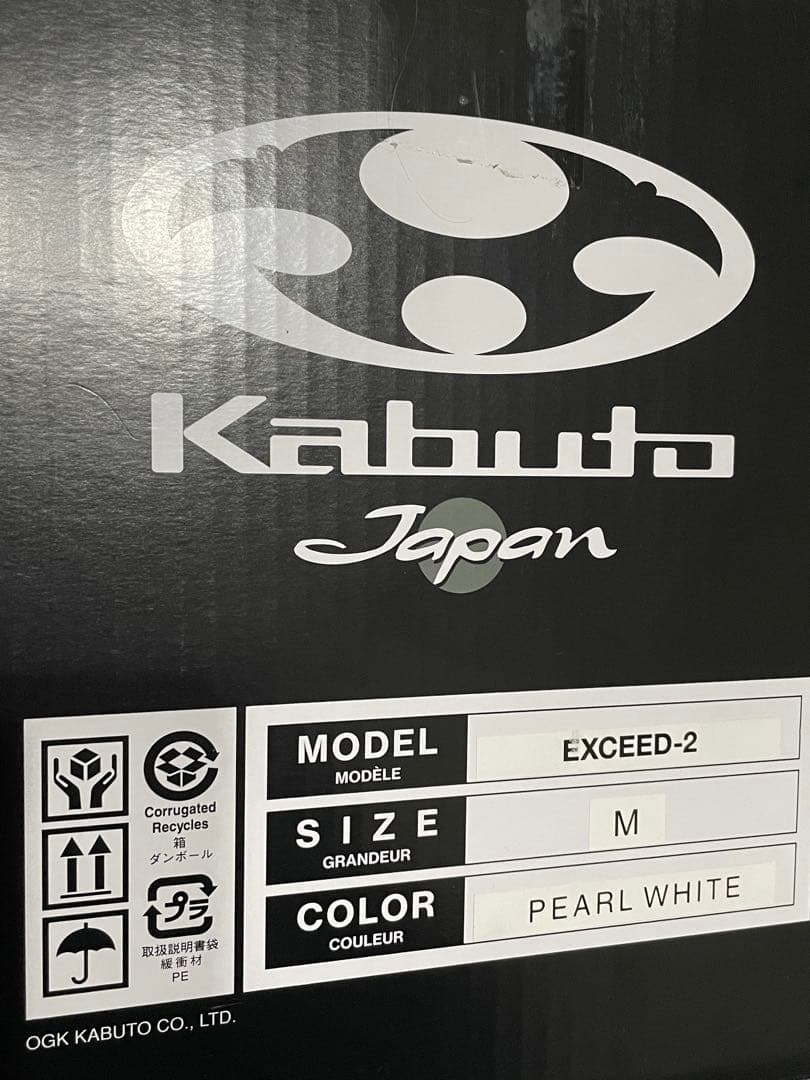 Kabuto
Japan
MODEL
MODÈLE
EXCEED-2
SIZE
GRANDEUR
M
COLOR
COULEUR
PEARL WHITE
Corrugated
Recycles
箱
ダンボール
プラ
取扱説明書袋
緩衝材
PE
OGK KABUTO CO., LTD.